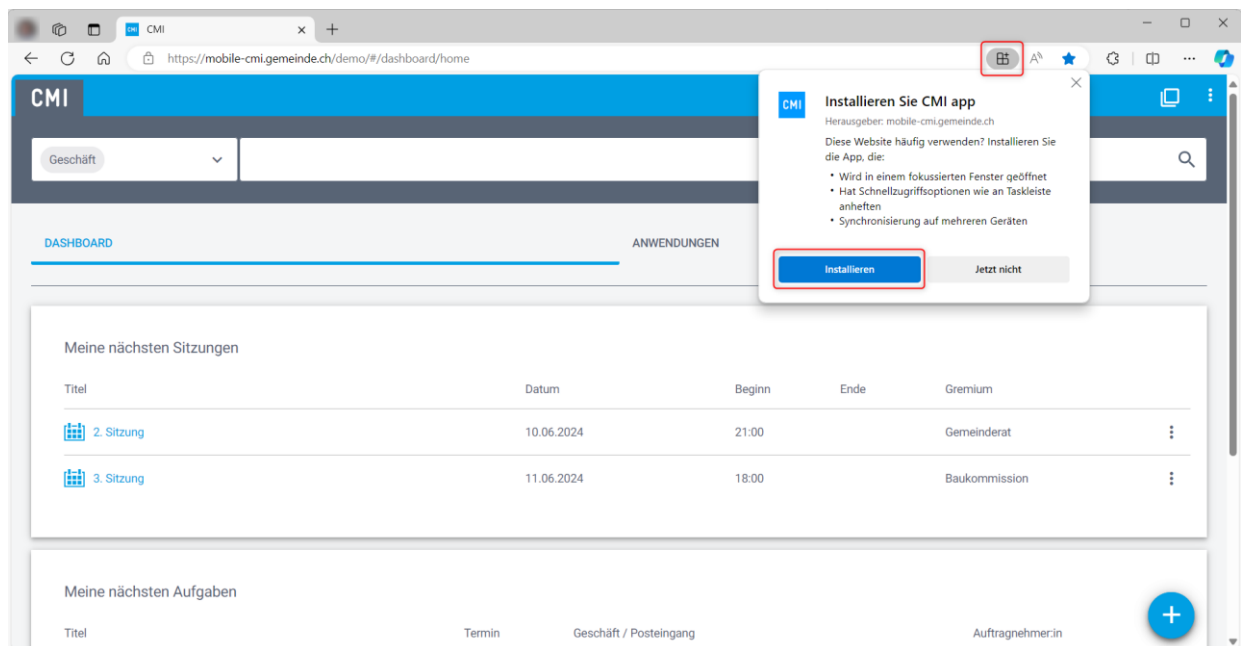 CMI CMI
https://mobile-cmi.gemeinde.ch/demo/#/dashboard/home
CMI
Geschäft
CMI
Installieren Sie CMI app
Herausgeber: mobile-cmi.gemeinde.ch
Diese Website häufig verwenden? Installieren Sie
die App, die:
• Wird in einem fokussierten Fenster geöffnet
• Hat Schnellzugriffsoptionen wie an Taskleiste
anheften
• Synchronisierung auf mehreren Geräten
Installieren Jetzt nicht
DASHBOARD ANWENDUNGEN
Meine nächsten Sitzungen
Titel Datum Beginn Ende Gremium
2. Sitzung 10.06.2024 21:00 Gemeinderat
3. Sitzung 11.06.2024 18:00 Baukommission
Meine nächsten Aufgaben
Titel Termin Geschäft / Posteingang Auftragnehmer:in